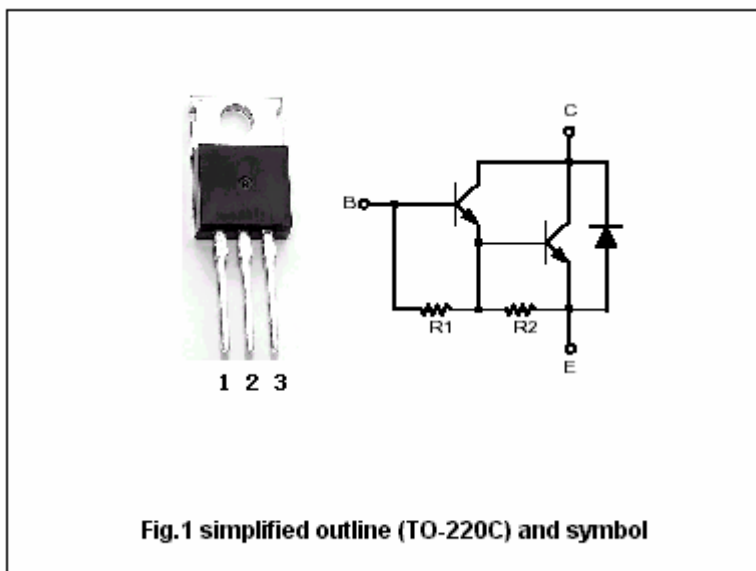 C
B
R1 R2
E
1 2 3
Fig.1 simplified outline (TO-220C) and symbol